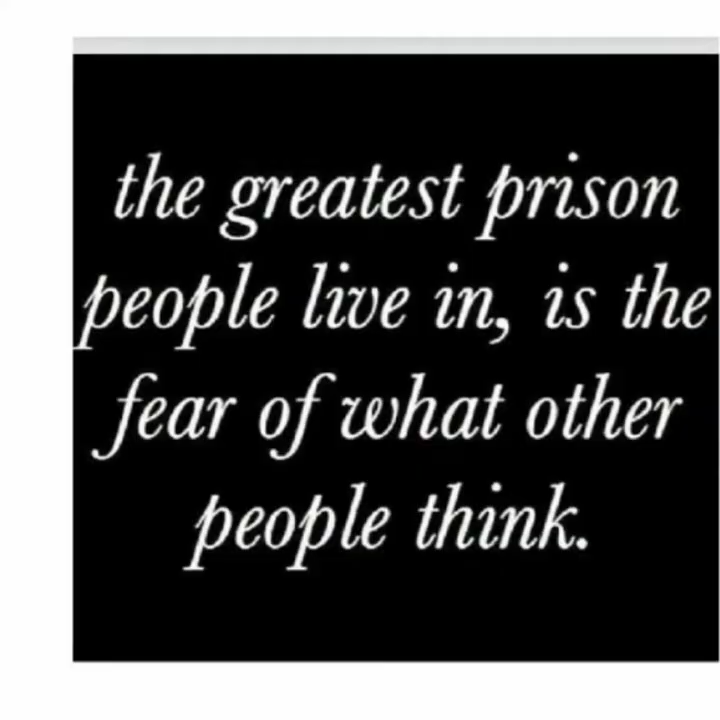 the greatest prison
people live in, is the
fear of what other
people think.